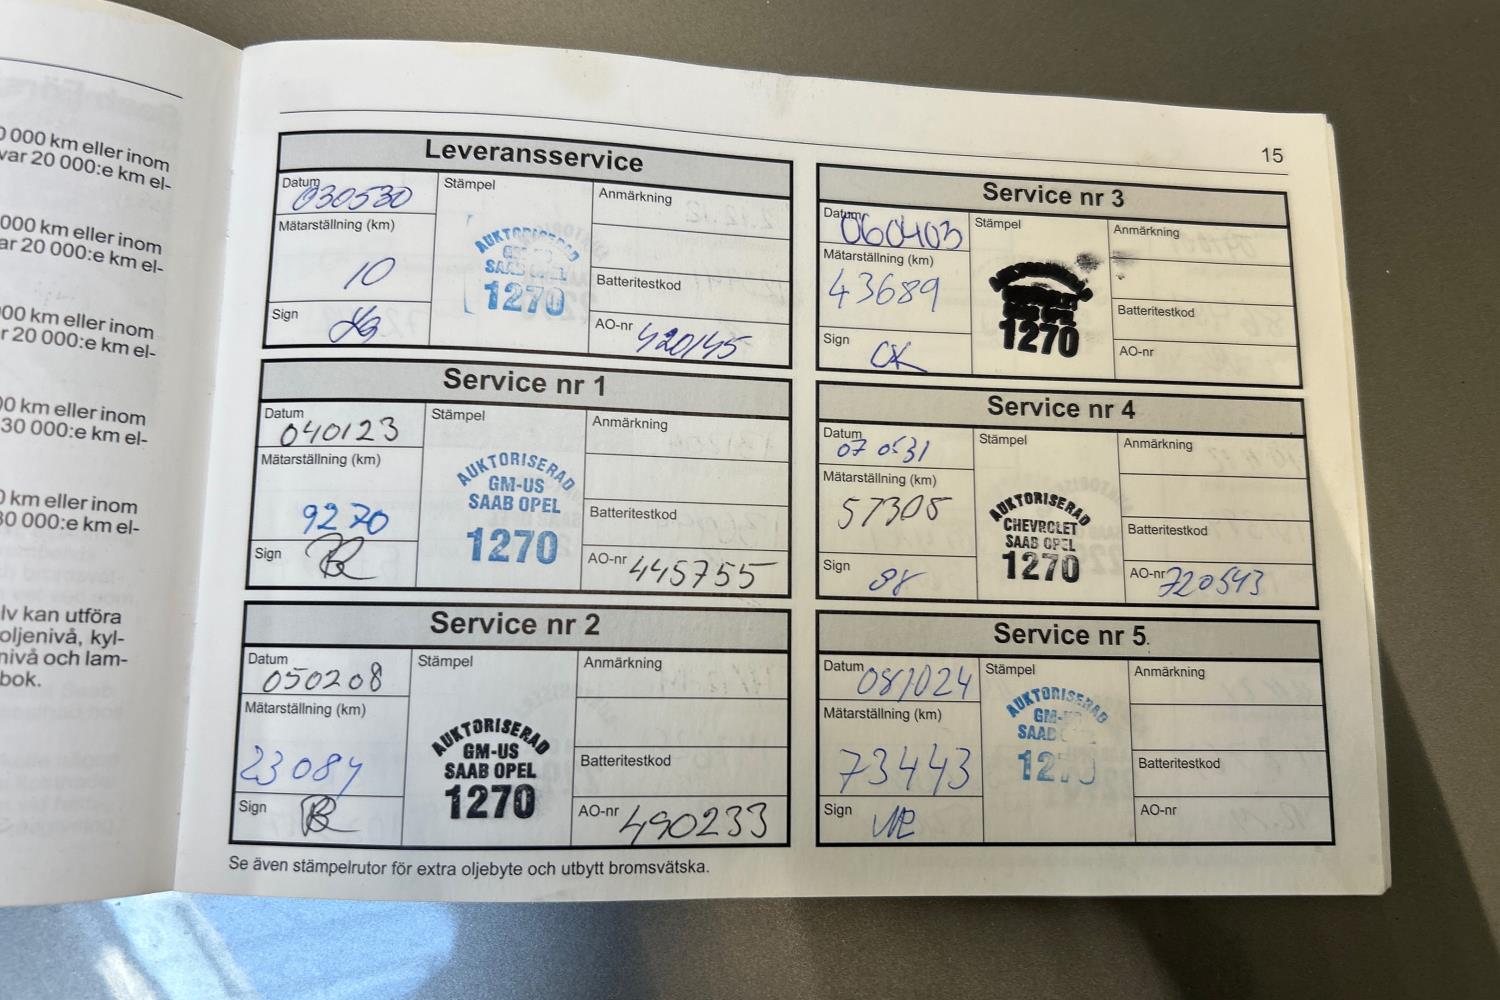 0 000 km eller inom
var 20 000:e km el-
000 km eller inom
ar 20 000:e km el-
000 km eller inom
r 20 000:e km el-
00 km eller inom
30 000:e km el-
0 km eller inom
30 000:e km el-
lv kan utföra
oljenivå, kyl-
nivå och lam-
bok.
15
Leveransservice
Datum 030530
Mätarställning (km)
10
Sign
Stämpel
AUKTORISERAD
SAAB OPEL
1270
Anmärkning
Batteritestkod
AO-nr 420145
Service nr 1
Datum 040123
Mätarställning (km)
9270
Sign
Stämpel
AUKTORISERAD
GM-US
SAAB OPEL
1270
Anmärkning
Batteritestkod
AO-nr 445755
Service nr 2
Datum 050208
Mätarställning (km)
23084
Sign
Stämpel
AUKTORISERAD
GM-US
SAAB OPEL
1270
Anmärkning
Batteritestkod
AO-nr 490233
Se även stämpelrutor för extra oljebyte och utbytt bromsvätska.
Service nr 3
Datum 060403
Mätarställning (km)
43689
Sign CK
Stämpel
1270
Anmärkning
Batteritestkod
AO-nr
Service nr 4
Datum 070531
Mätarställning (km)
57305
Sign
Stämpel
AUKTORISERAD
CHEVROLET
SAAB OPEL
1270
Anmärkning
Batteritestkod
AO-nr 720543
Service nr 5
Datum 081024
Mätarställning (km)
73443
Sign
Stämpel
AUKTORISERAD
SAAB
1270
Anmärkning
Batteritestkod
AO-nr